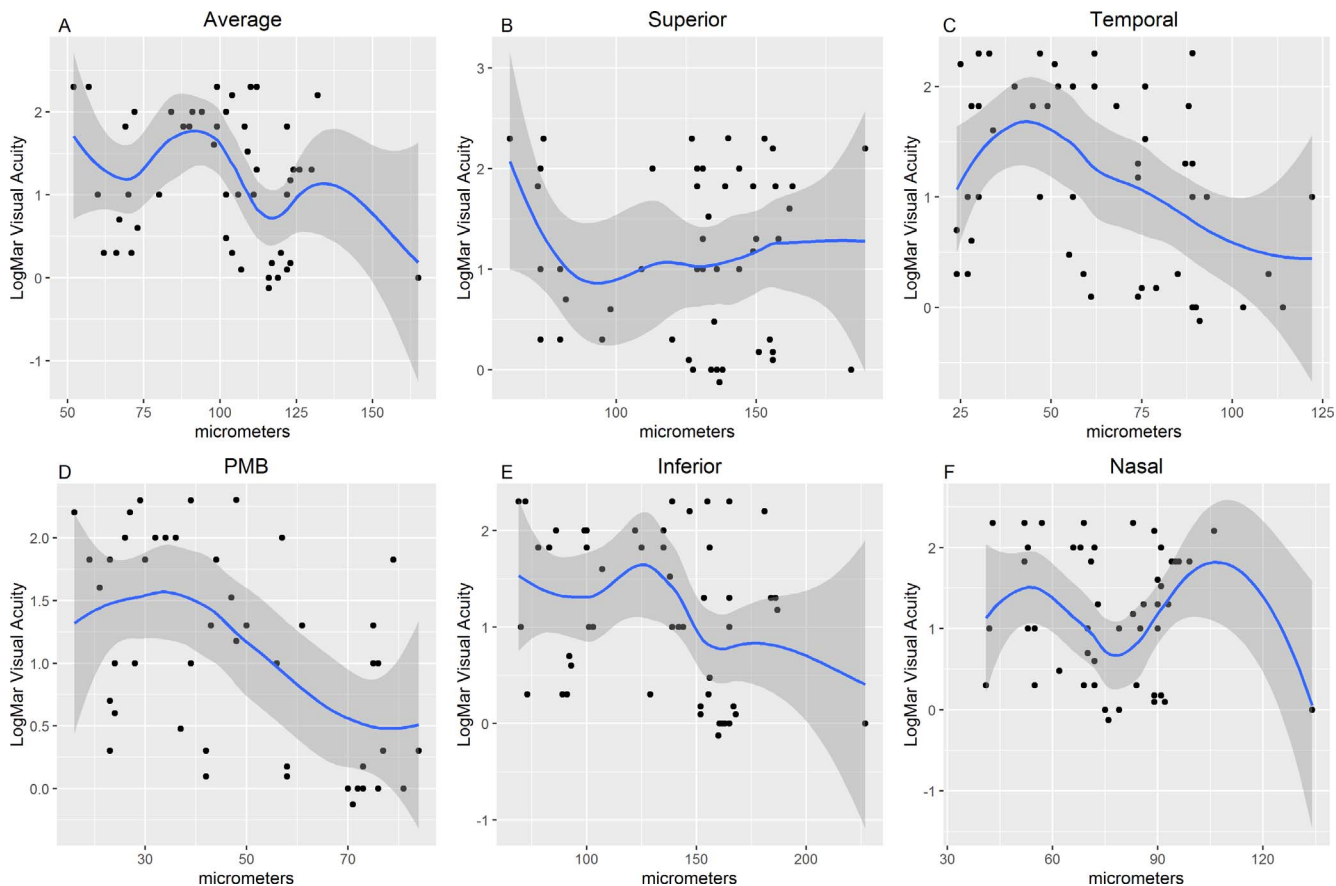 A Average
B Superior
C Temporal
LogMar Visual Acuity
2
1
0
-1
50 75 100 125 150
micrometers
LogMar Visual Acuity
3
2
1
0
100 150
micrometers
LogMar Visual Acuity
2
1
0
25 50 75 100 125
micrometers
D PMB
E Inferior
F Nasal
LogMar Visual Acuity
2.0
1.5
1.0
0.5
0.0
30 50 70
micrometers
LogMar Visual Acuity
2
1
0
-1
100 150 200
micrometers
LogMar Visual Acuity
2
1
0
-1
30 60 90 120
micrometers